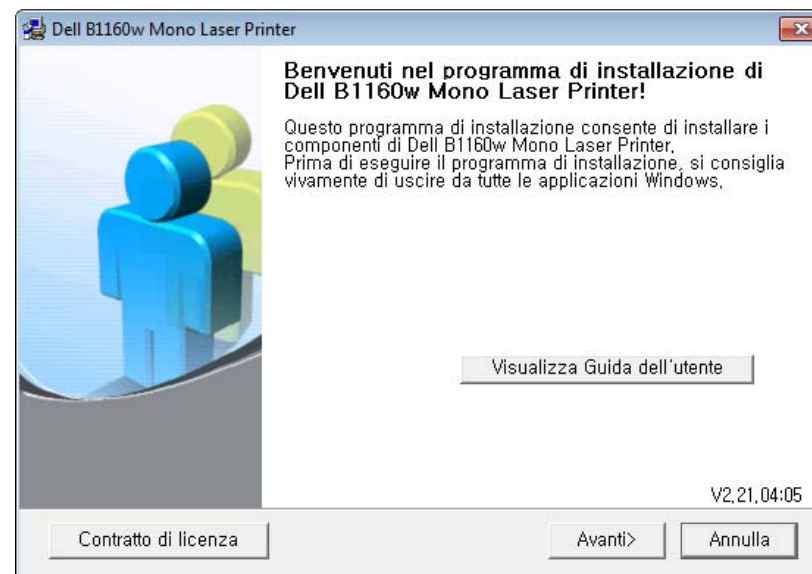 Dell B1160w Mono Laser Printer
Benvenuti nel programma di installazione di
Dell B1160w Mono Laser Printer!
Questo programma di installazione consente di installare i
componenti di Dell B1160w Mono Laser Printer,
Prima di eseguire il programma di installazione, si consiglia
vivamente di uscire da tutte le applicazioni Windows,
Visualizza Guida dell'utente
V2,21,04:05
Contratto di licenza
Avanti>
Annulla